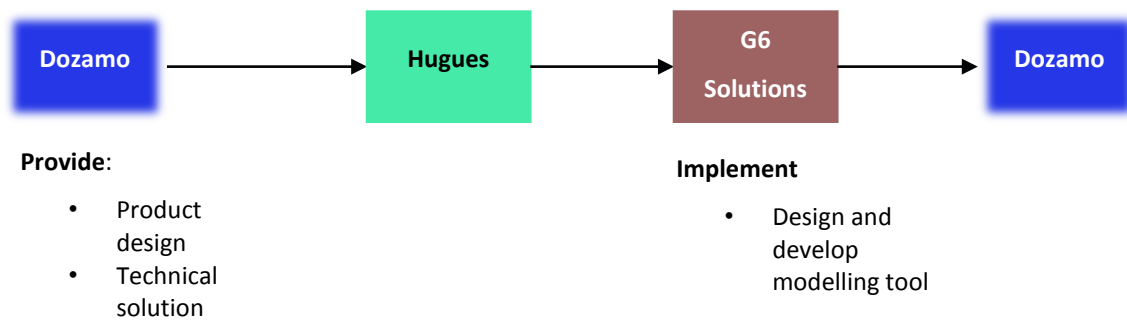 Dozamo
Hugues
G6
Solutions
Dozamo
Provide:
• Product
design
• Technical
solution
Implement
• Design and
develop
modelling tool